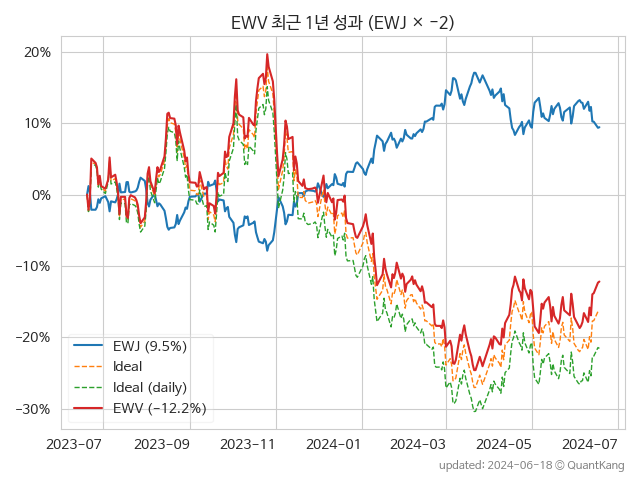 EWV 최근 1년 성과 (EWJ × −2)
20%
10%
0%
−10%
−20%
−30%
EWJ (9.5%)
Ideal
Ideal (daily)
EWV (−12.2%)
2023-07
2023-09
2023-11
2024-01
2024-03
2024-05
2024-07
updated: 2024-06-18 ⓒ QuantKang